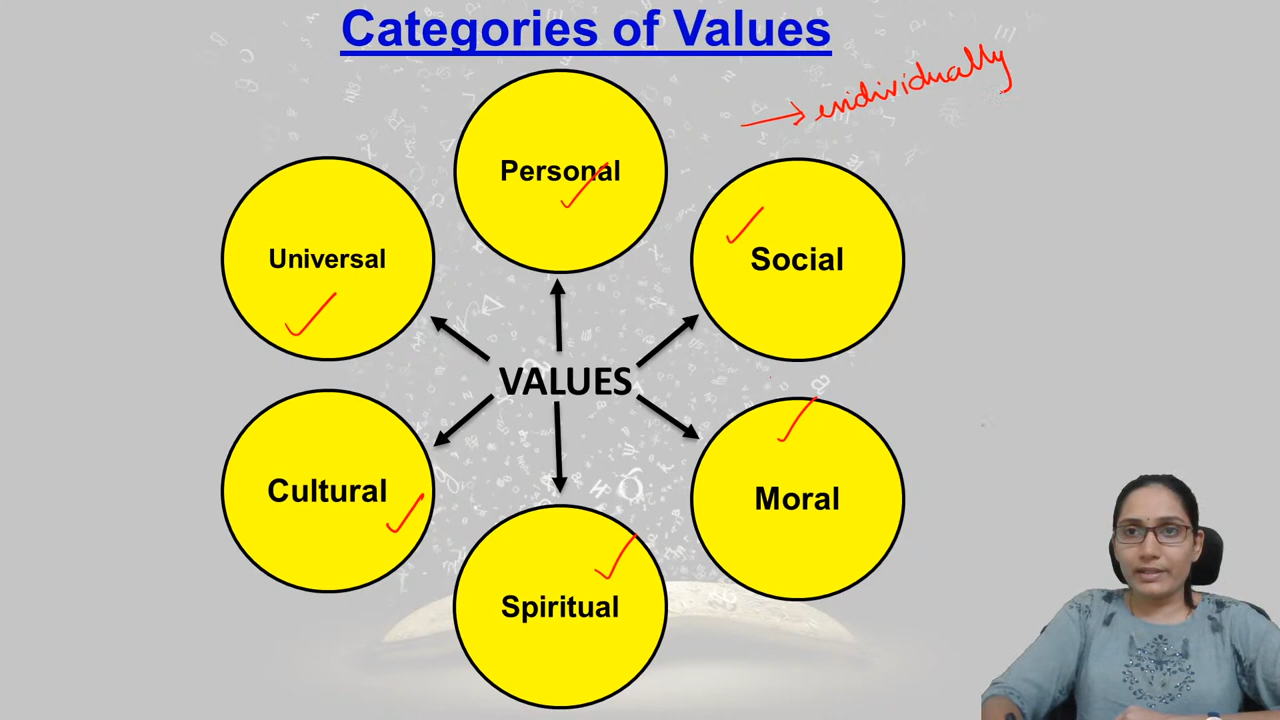 Categories of Values
individually
Personal
Universal
Social
VALUES
Cultural
Moral
Spiritual